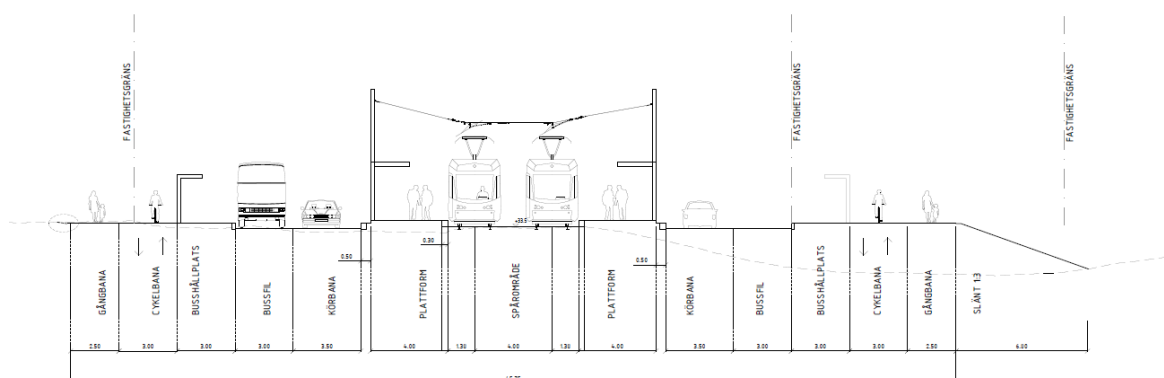 FASTIGHETSGRÄNS
FASTIGHETSGRÄNS
FASTIGHETSGRÄNS
+33.5
0.30
0.50
0.50
GÅNGBANA
CYKELBANA
BUSSHÅLLPLATS
BUSSFIL
KÖRBANA
PLATTFORM
SPÅROMRÅDE
PLATTFORM
KÖRBANA
BUSSFIL
BUSSHÅLLPLATS
CYKELBANA
GÅNGBANA
SLÄNT 1:3
2.50 3.00 3.00 3.00 3.50 4.00 1.30 4.00 1.30 4.00 3.50 3.00 3.00 3.00 2.50 6.00